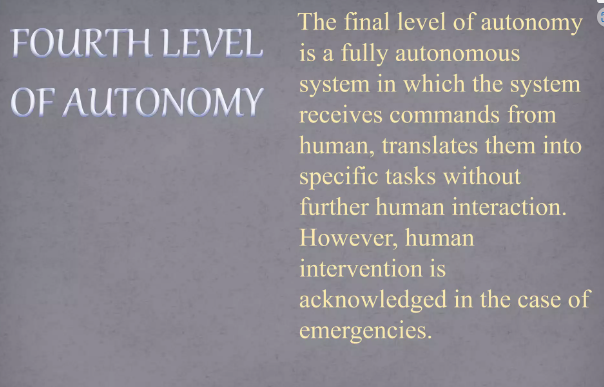 FOURTH LEVEL
OF AUTONOMY
The final level of autonomy
is a fully autonomous
system in which the system
receives commands from
human, translates them into
specific tasks without
further human interaction.
However, human
intervention is
acknowledged in the case of
emergencies.